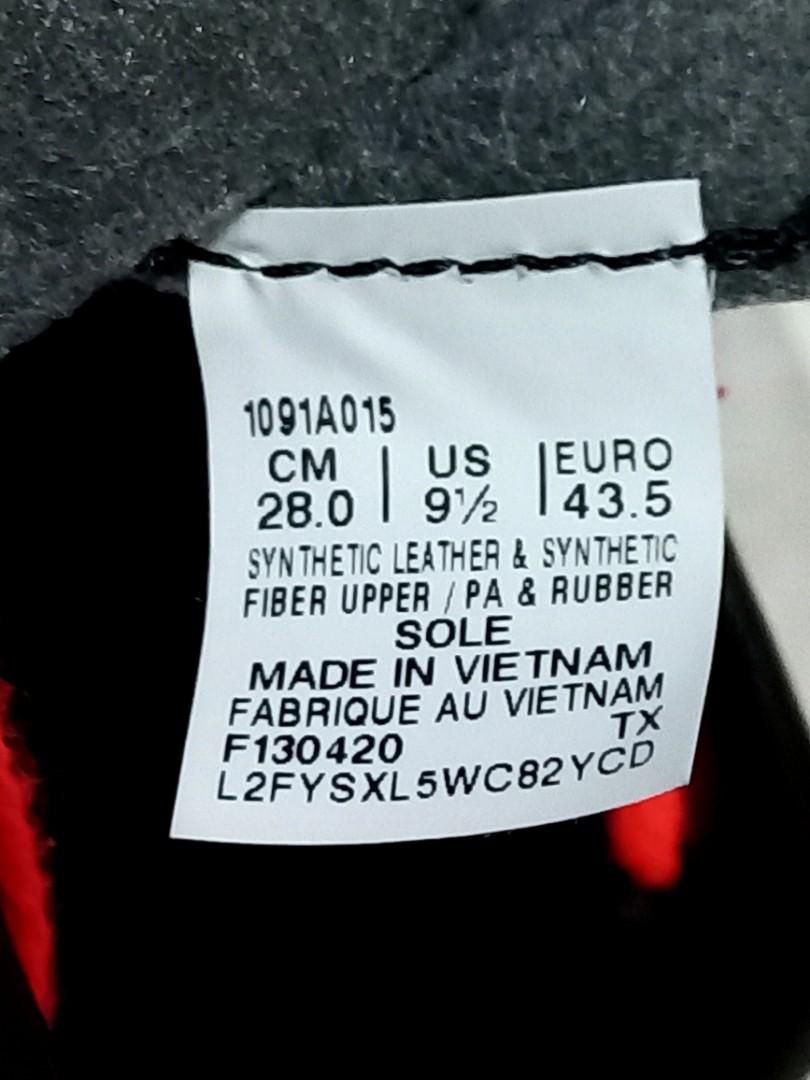 1091A015
CM | US | EURO
28.0 | 9½ | 43.5
SYNTHETIC LEATHER & SYNTHETIC
FIBER UPPER / PA & RUBBER
SOLE
MADE IN VIETNAM
FABRIQUE AU VIETNAM
TX
F130420
L2FYSXL5WC82YCD